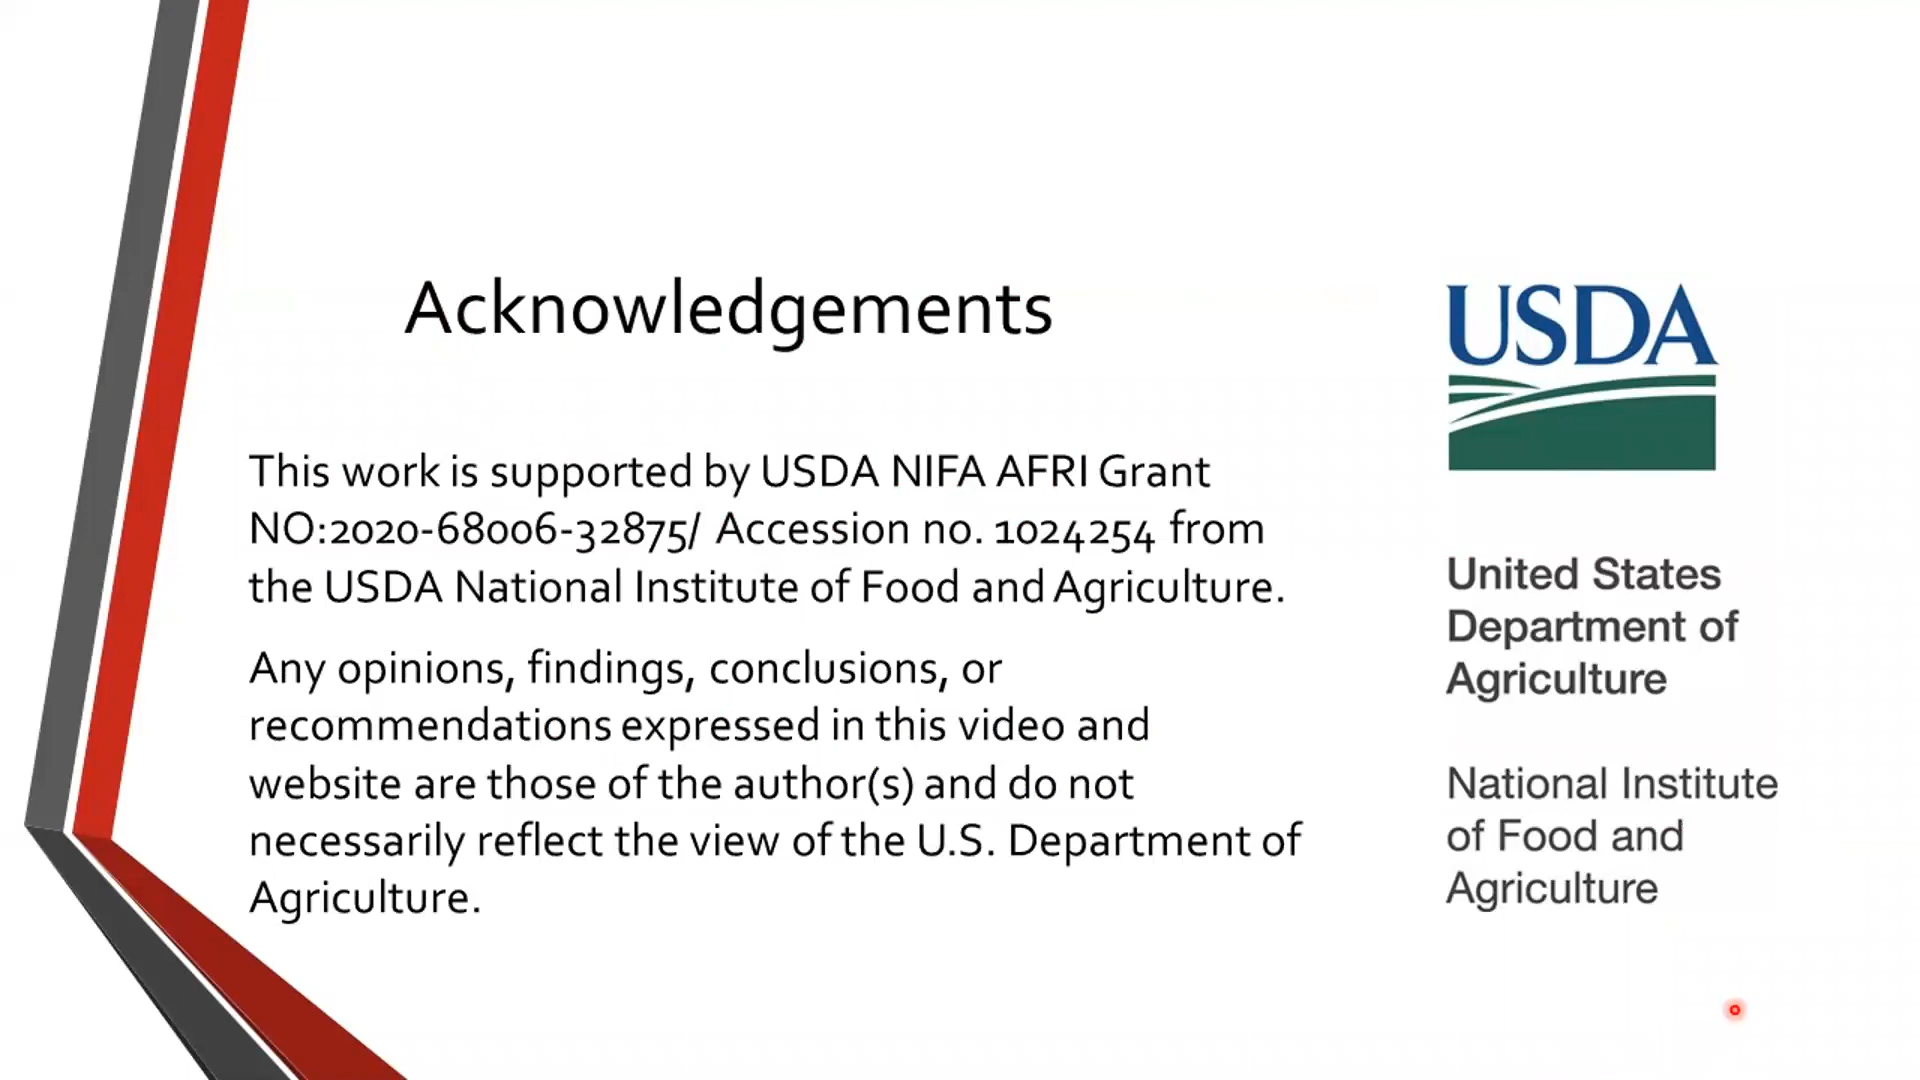 Acknowledgements
This work is supported by USDA NIFA AFRI Grant
NO:2020-68006-32875/ Accession no. 1024254 from
the USDA National Institute of Food and Agriculture.
Any opinions, findings, conclusions, or
recommendations expressed in this video and
website are those of the author(s) and do not
necessarily reflect the view of the U.S. Department of
Agriculture.
USDA
United States
Department of
Agriculture
National Institute
of Food and
Agriculture